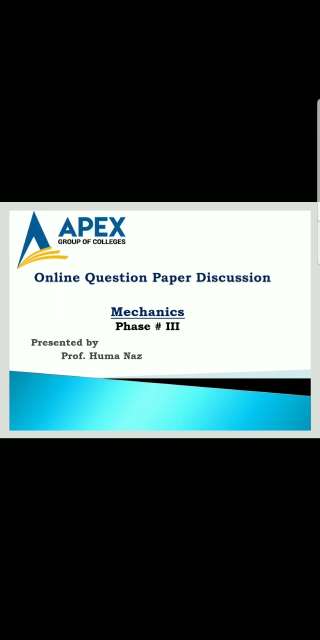 APEX
GROUP OF COLLEGES
Online Question Paper Discussion
Mechanics
Phase # III
Presented by
Prof. Huma Naz